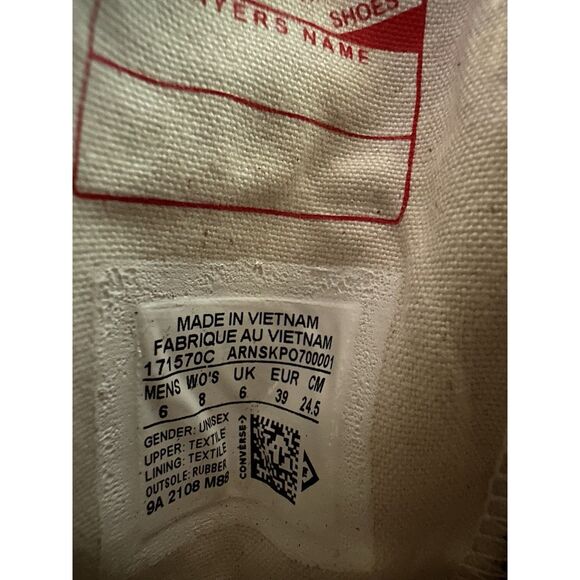 SHOES
PLAYERS NAME
MADE IN VIETNAM
FABRIQUE AU VIETNAM
171570C ARNSKPO700001
MENS WO'S UK EUR CM
6 8 6 39 24.5
GENDER: UNISEX
UPPER: TEXTILE
LINING: TEXTILE
OUTSOLE: RUBBER
9A 2108 M88
CONVERSE